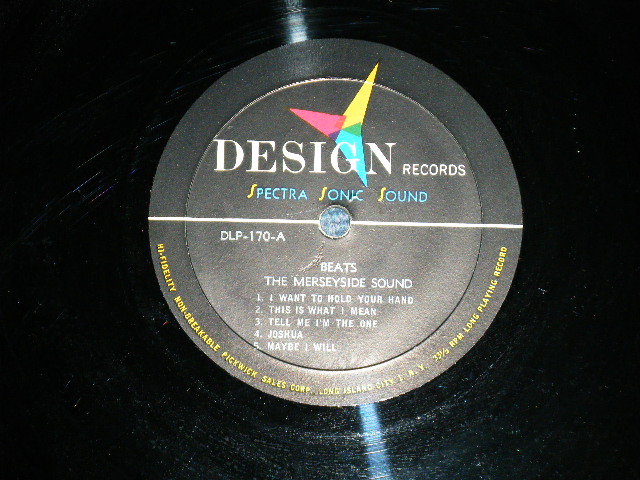 DESIGN RECORDS
SPECTRA SONIC SOUND
DLP-170-A
BEATS
THE MERSEYSIDE SOUND
1. I WANT TO HOLD YOUR HAND
2. THIS IS WHAT I MEAN
3. TELL ME I'M THE ONE
4. JOSHUA
5. MAYBE I WILL
HI-FIDELITY NON-BREAKABLE PICKWICK SALES CORP. LONG ISLAND CITY 1, N.Y. 33⅓ RPM LONG PLAYING RECORD